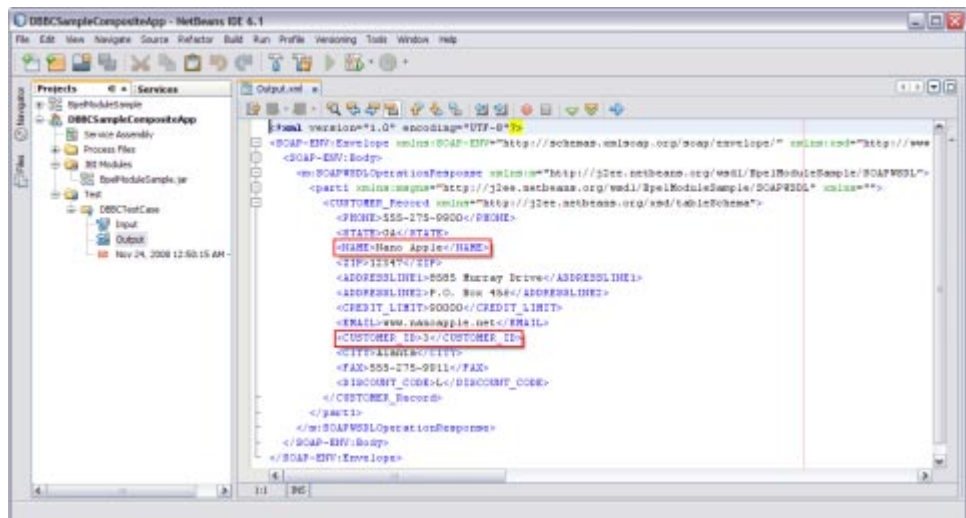 DBBCSampleCompositeApp - NetBeans IDE 6.1
File Edit View Navigate Source Refactor Build Run Profile Versioning Tools Window Help
Projects Services
Output.xml
Navigator
Files
BpelModuleSample
DBBCSampleCompositeApp
Service Assembly
Process Files
JBI Modules
BpelModuleSample.jar
Test
DBBCTestCase
Input
Output
Nov 24, 2008 12:50:15 AM -
<?xml version="1.0" encoding="UTF-8"?>
<SOAP-ENV:Envelope xmlns:SOAP-ENV="http://schemas.xmlsoap.org/soap/envelope/" xmlns:xsd="http://www
<SOAP-ENV:Body>
<m:SOAPWSDLOperationResponse xmlns:m="http://j2ee.netbeans.org/wsdl/BpelModuleSample/SOAPWSDL">
<part1 xmlns:msgns="http://j2ee.netbeans.org/wsdl/BpelModuleSample/SOAPWSDL" xmlns="">
<CUSTOMER_Record xmlns="http://j2ee.netbeans.org/xsd/tableSchema">
<PHONE>555-275-9900</PHONE>
<STATE>GA</STATE>
<NAME>Nano Apple</NAME>
<ZIP>12347</ZIP>
<ADDRESSLINE1>8585 Murray Drive</ADDRESSLINE1>
<ADDRESSLINE2>P.O. Box 456</ADDRESSLINE2>
<CREDIT_LIMIT>90000</CREDIT_LIMIT>
<EMAIL>www.nanoapple.net</EMAIL>
<CUSTOMER_ID>3</CUSTOMER_ID>
<CITY>Alanta</CITY>
<FAX>555-275-9911</FAX>
<DISCOUNT_CODE>L</DISCOUNT_CODE>
</CUSTOMER_Record>
</part1>
</m:SOAPWSDLOperationResponse>
</SOAP-ENV:Body>
</SOAP-ENV:Envelope>
1:1 INS